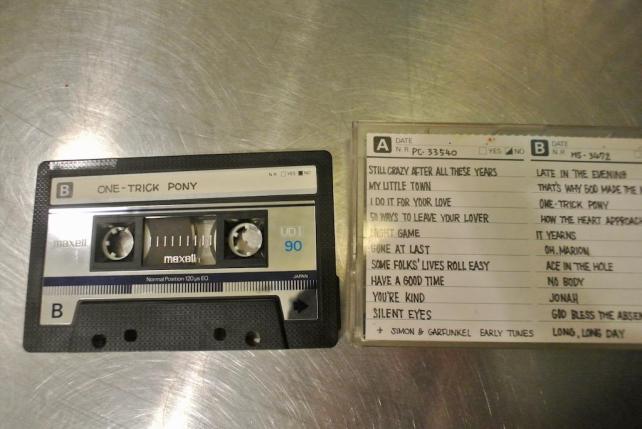 N.R. YES NO
B ONE-TRICK PONY
maxell
maxell
UD I
90
Normal Position 120µs EQ.
JAPAN
B
A DATE
N.R. PC-33540 YES NO
STILL CRAZY AFTER ALL THESE YEARS
MY LITTLE TOWN
I DO IT FOR YOUR LOVE
50 WAYS TO LEAVE YOUR LOVER
NIGHT GAME
GONE AT LAST
SOME FOLKS' LIVES ROLL EASY
HAVE A GOOD TIME
YOU'RE KIND
SILENT EYES
+ SIMON & GARFUNKEL EARLY TUNES
B DATE
N.R. HS-3472
LATE IN THE EVENING
THAT'S WHY GOD MADE THE
ONE-TRICK PONY
HOW THE HEART APPROACH
IT YEARNS
OH, MARION
ACE IN THE HOLE
NO BODY
JONAH
GOD BLESS THE ABSEN
LONG, LONG DAY